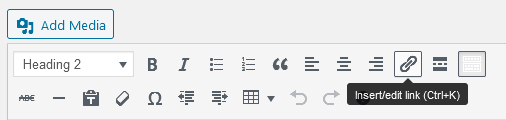 Add Media
Heading 2
B I
ABC T Ω
Insert/edit link (Ctrl+K)